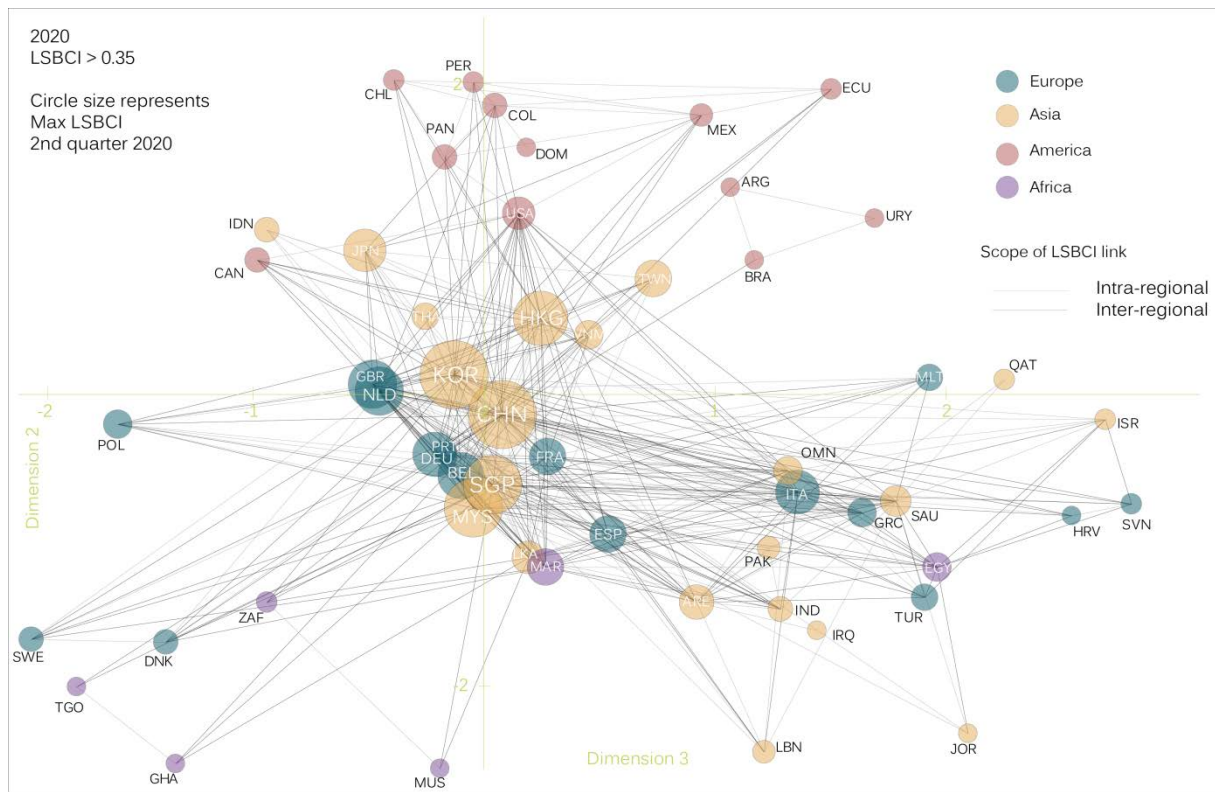 2020
LSBCI > 0.35
Circle size represents
Max LSBCI
2nd quarter 2020
Europe
Asia
America
Africa
Scope of LSBCI link
Intra-regional
Inter-regional
PER
2
CHL
ECU
COL
MEX
PAN
DOM
ARG
USA
URY
IDN
JPN
CAN
TWN
BRA
THA
HKG
VNM
KOR
GBR
NLD
MLT
QAT
-2
-1
1
2
CHN
POL
ISR
PRT
DEU
FRA
OMN
BEL
SGP
ITA
SAU
GRC
HRV
SVN
MYS
ESP
PAK
MAR
EGY
ZAF
ARE
IND
TUR
IRQ
SWE
DNK
TGO
-2
LBN
JOR
GHA
MUS
Dimension 2
Dimension 3